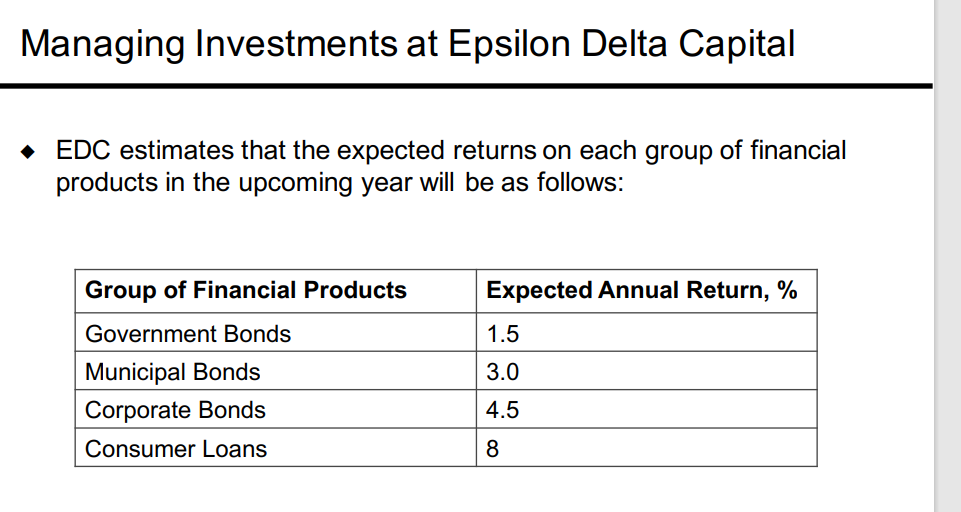 Managing Investments at Epsilon Delta Capital
◆ EDC estimates that the expected returns on each group of financial
products in the upcoming year will be as follows:
Group of Financial Products Expected Annual Return, %
Government Bonds 1.5
Municipal Bonds 3.0
Corporate Bonds 4.5
Consumer Loans 8